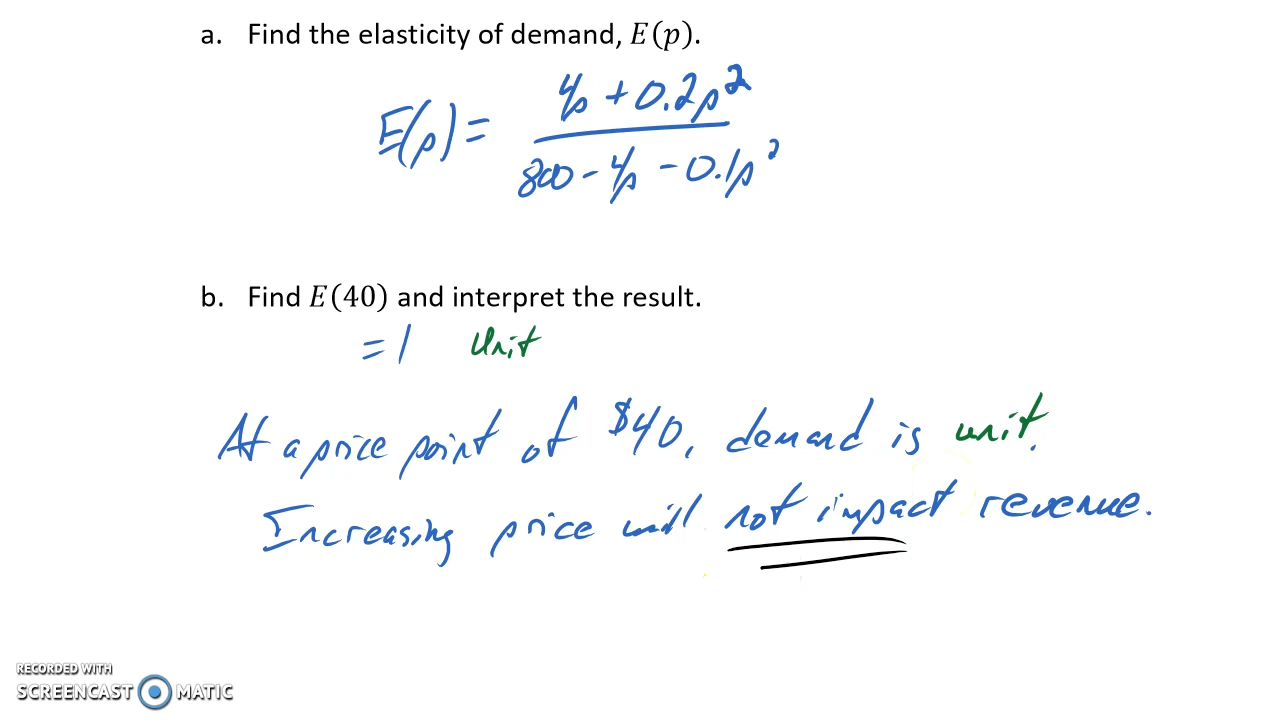 a. Find the elasticity of demand, E(p).
E(p) = (4p + 0.2p²) / (800 - 4p - 0.1p²)
b. Find E(40) and interpret the result.
= 1 unit
At a price point of $40, demand is unit.
Increasing price will not impact revenue.
RECORDED WITH
SCREENCAST MATIC